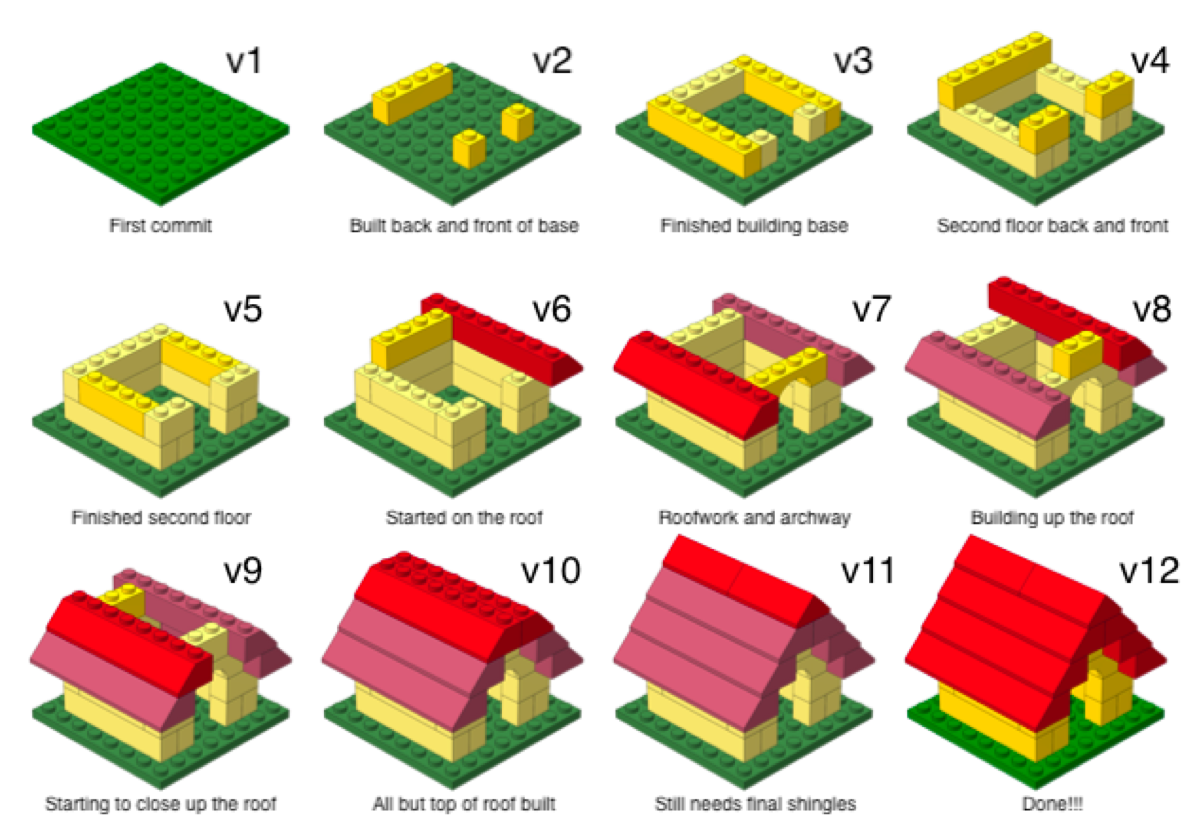 v1
v2
v3
v4
First commit
Built back and front of base
Finished building base
Second floor back and front
v5
v6
v7
v8
Finished second floor
Started on the roof
Roofwork and archway
Building up the roof
v9
v10
v11
v12
Starting to close up the roof
All but top of roof built
Still needs final shingles
Done!!!